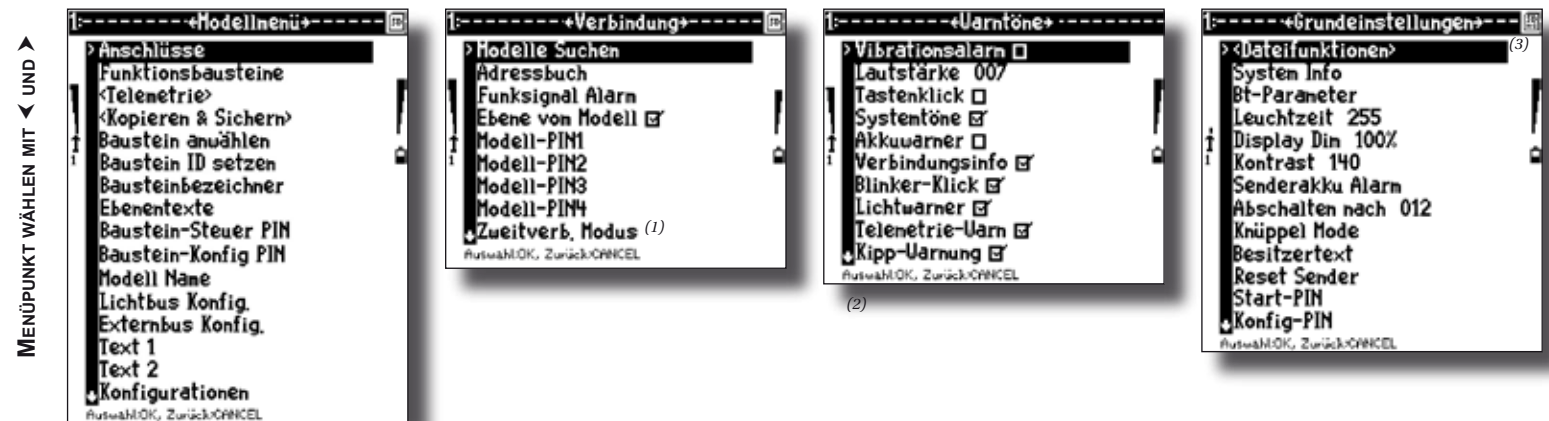 MENÜPUNKT WÄHLEN MIT < UND >
1:--------+Modellmenü+------
>Anschlüsse
Funktionsbausteine
<Telemetrie>
<Kopieren & Sichern>
Baustein anwählen
Baustein ID setzen
Bausteinbezeichner
Ebenentexte
Baustein-Steuer PIN
Baustein-Konfig PIN
Modell Name
Lichtbus Konfig.
Externbus Konfig.
Text 1
Text 2
Konfigurationen
Auswahl:OK, Zurück:CANCEL
1:--------+Verbindung+------
>Modelle Suchen
Adressbuch
Funksignal Alarm
Ebene von Modell ☑
Modell-PIN1
Modell-PIN2
Modell-PIN3
Modell-PIN4
Zweitverb. Modus (1)
Auswahl:OK, Zurück:CANCEL
1:----------+Warntöne+--------
>Vibrationsalarm ☐
Lautstärke 007
Tastenklick ☐
Systemtöne ☑
Akkuwarner ☐
Verbindungsinfo ☑
Blinker-Klick ☑
Lichtwarner ☑
Telemetrie-Warn ☑
Kipp-Warnung ☑
Auswahl:OK, Zurück:CANCEL
(2)
1:------+Grundeinstellungen+---
><Dateifunktionen> (3)
System Info
Bt-Parameter
Leuchtzeit 255
Display Dim 100%
Kontrast 140
Senderakku Alarm
Abschalten nach 012
Knüppel Mode
Besitzertext
Reset Sender
Start-PIN
Konfig-PIN
Auswahl:OK, Zurück:CANCEL